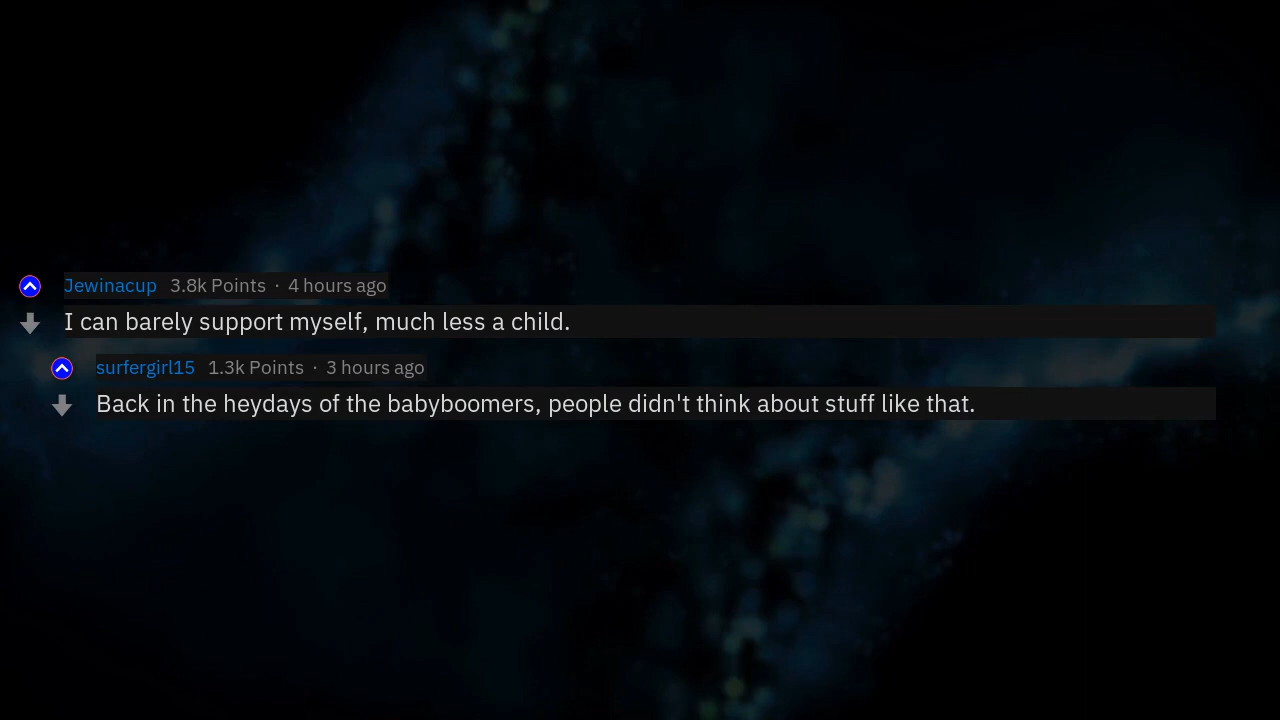 Jewinacup 3.8k Points · 4 hours ago
I can barely support myself, much less a child.
surfergirl15 1.3k Points · 3 hours ago
Back in the heydays of the babyboomers, people didn't think about stuff like that.